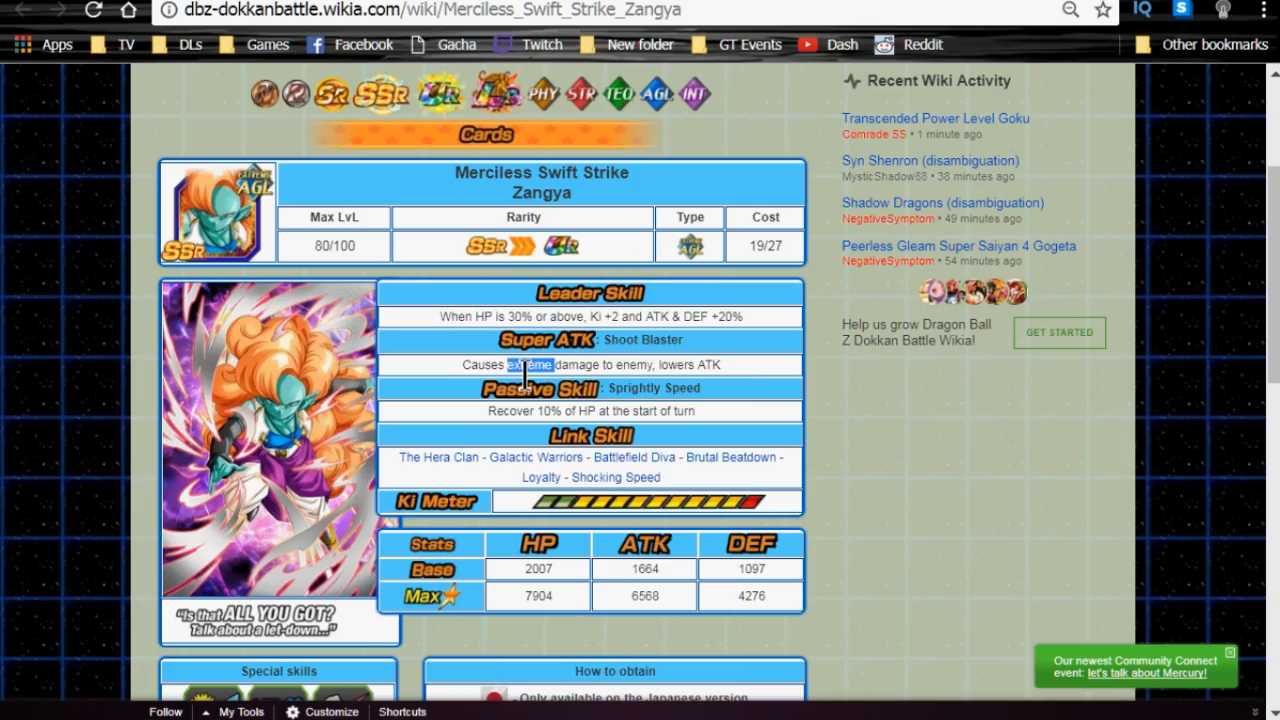 dbz-dokkanbattle.wikia.com/wiki/Merciless_Swift_Strike_Zangya
IQ
S
Apps TV DLs Games Facebook Gacha Twitch New folder GT Events Dash Reddit Other bookmarks
N R SR SSR UR PHY STR TEQ AGL INT
Cards
Recent Wiki Activity
Transcended Power Level Goku
Comrade SS • 1 minute ago
Syn Shenron (disambiguation)
MysticShadow88 • 38 minutes ago
Shadow Dragons (disambiguation)
NegativeSymptom • 49 minutes ago
Peerless Gleam Super Saiyan 4 Gogeta
NegativeSymptom • 54 minutes ago
Help us grow Dragon Ball
Z Dokkan Battle Wikia!
GET STARTED
EXTREME
AGL
SSR
Merciless Swift Strike
Zangya
Max LvL Rarity Type Cost
80/100 SSR UR AGL 19/27
Leader Skill
When HP is 30% or above, Ki +2 and ATK & DEF +20%
Super ATK : Shoot Blaster
Causes extreme damage to enemy, lowers ATK
Passive Skill : Sprightly Speed
Recover 10% of HP at the start of turn
Link Skill
The Hera Clan - Galactic Warriors - Battlefield Diva - Brutal Beatdown -
Loyalty - Shocking Speed
Ki Meter
Stats HP ATK DEF
Base 2007 1664 1097
Max 7904 6568 4276
"Is that ALL YOU GOT?
Talk about a let-down..."
Special skills
How to obtain
Only available on the Japanese version
Our newest Community Connect
event: let's talk about Mercury!
Follow My Tools Customize Shortcuts